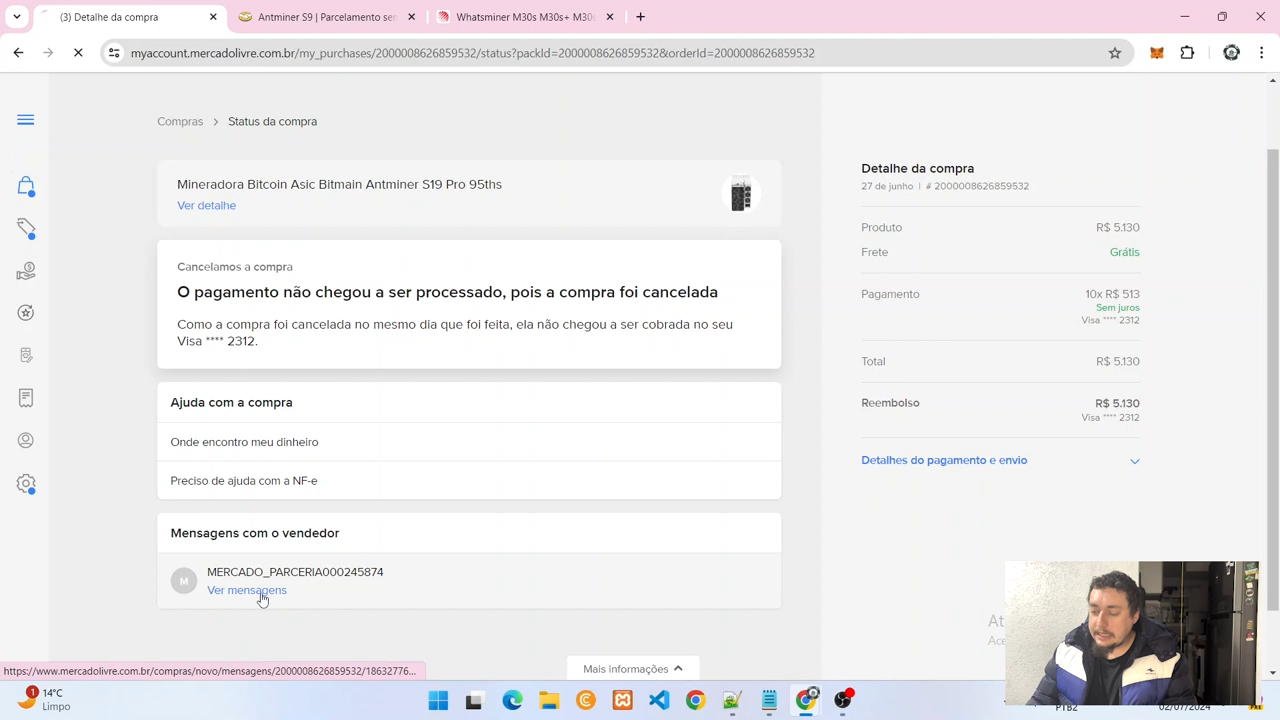 (3) Detalhe da compra
Antminer S9 | Parcelamento sem
Whatsminer M30s M30s+ M30s
myaccount.mercadolivre.com.br/my_purchases/2000008626859532/status?packId=2000008626859532&orderId=2000008626859532
Compras > Status da compra
Mineradora Bitcoin Asic Bitmain Antminer S19 Pro 95ths
Ver detalhe
Cancelamos a compra
O pagamento não chegou a ser processado, pois a compra foi cancelada
Como a compra foi cancelada no mesmo dia que foi feita, ela não chegou a ser cobrada no seu
Visa **** 2312.
Ajuda com a compra
Onde encontro meu dinheiro
Preciso de ajuda com a NF-e
Mensagens com o vendedor
M
MERCADO_PARCERIA000245874
Ver mensagens
Detalhe da compra
27 de junho | # 2000008626859532
Produto R$ 5.130
Frete Grátis
Pagamento 10x R$ 513
Sem juros
Visa **** 2312
Total R$ 5.130
Reembolso R$ 5.130
Visa **** 2312
Detalhes do pagamento e envio
Mais informações
https://www.mercadolivre.com.br/compras/novo/mensagens/2000008626859532/18632776...
1
14°C
Limpo
PTB2
02/07/2024